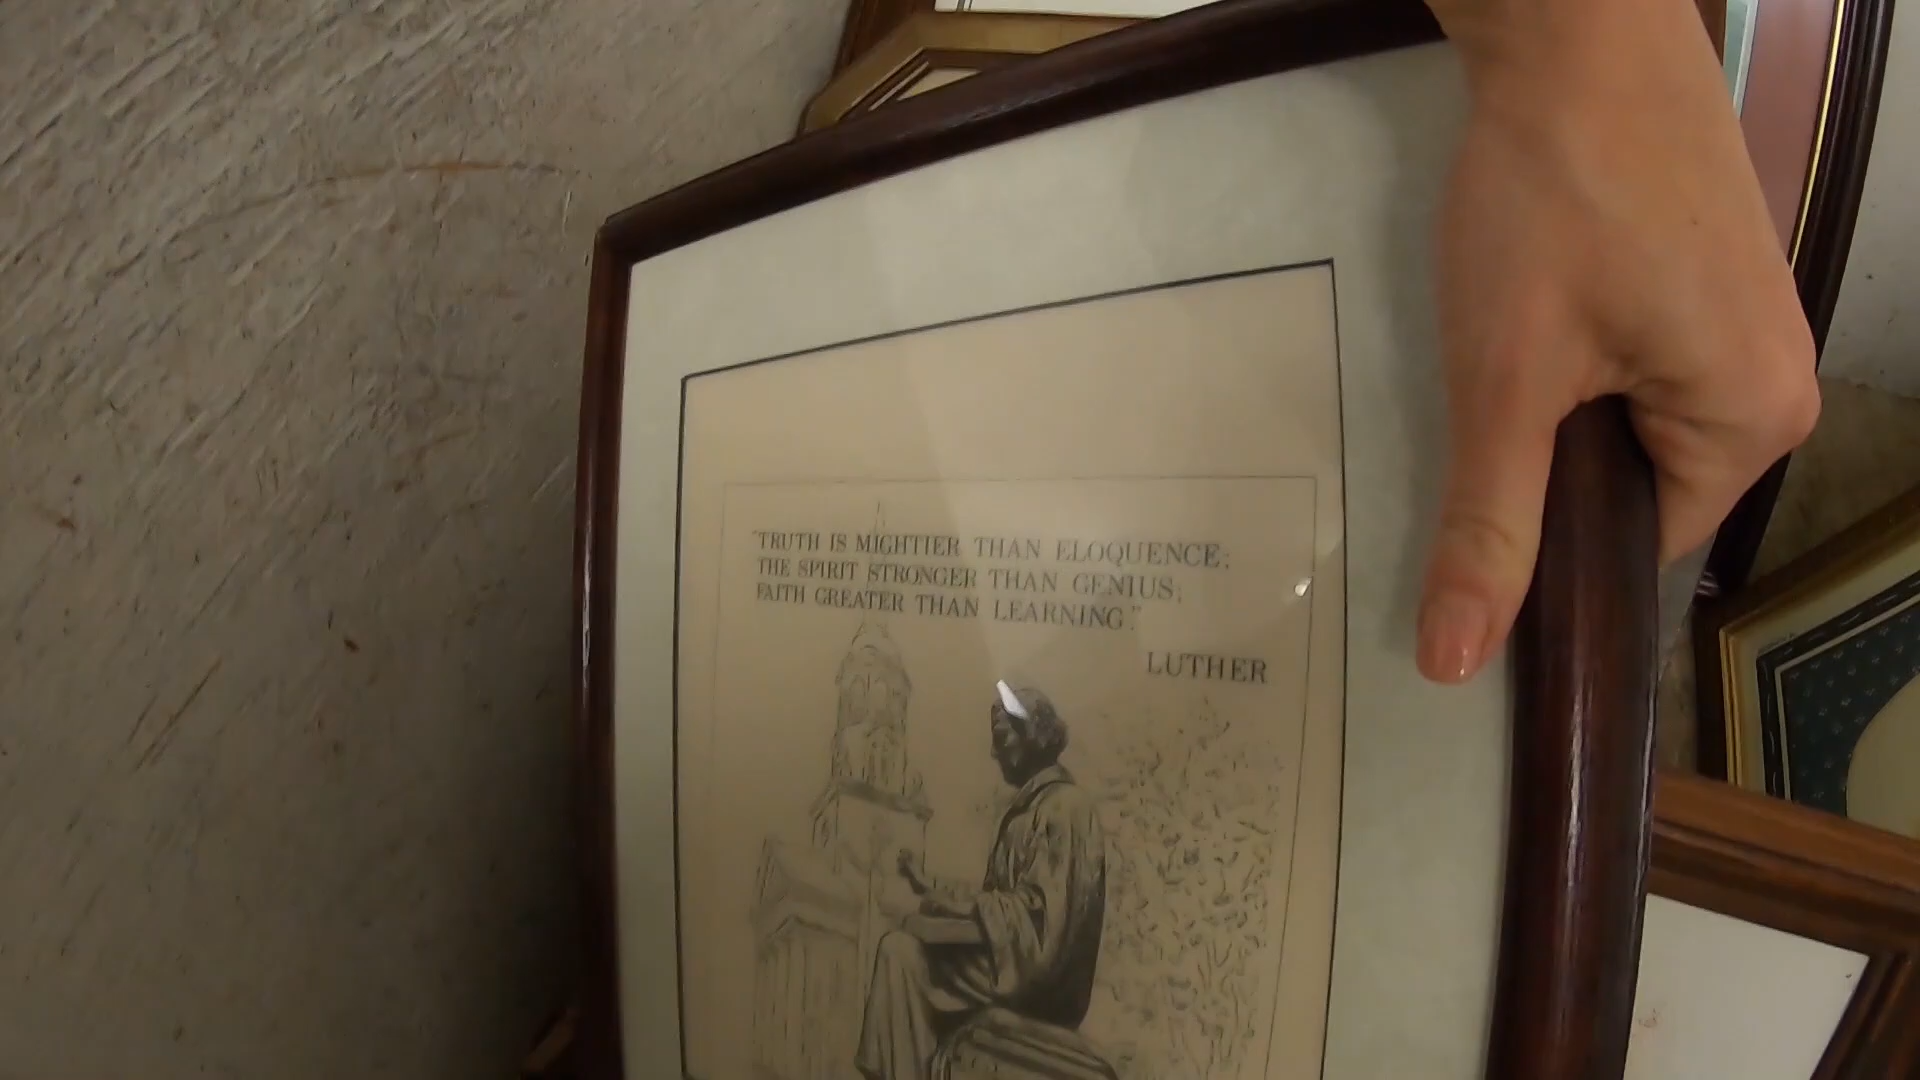 "TRUTH IS MIGHTIER THAN ELOQUENCE;
THE SPIRIT STRONGER THAN GENIUS;
FAITH GREATER THAN LEARNING."
LUTHER